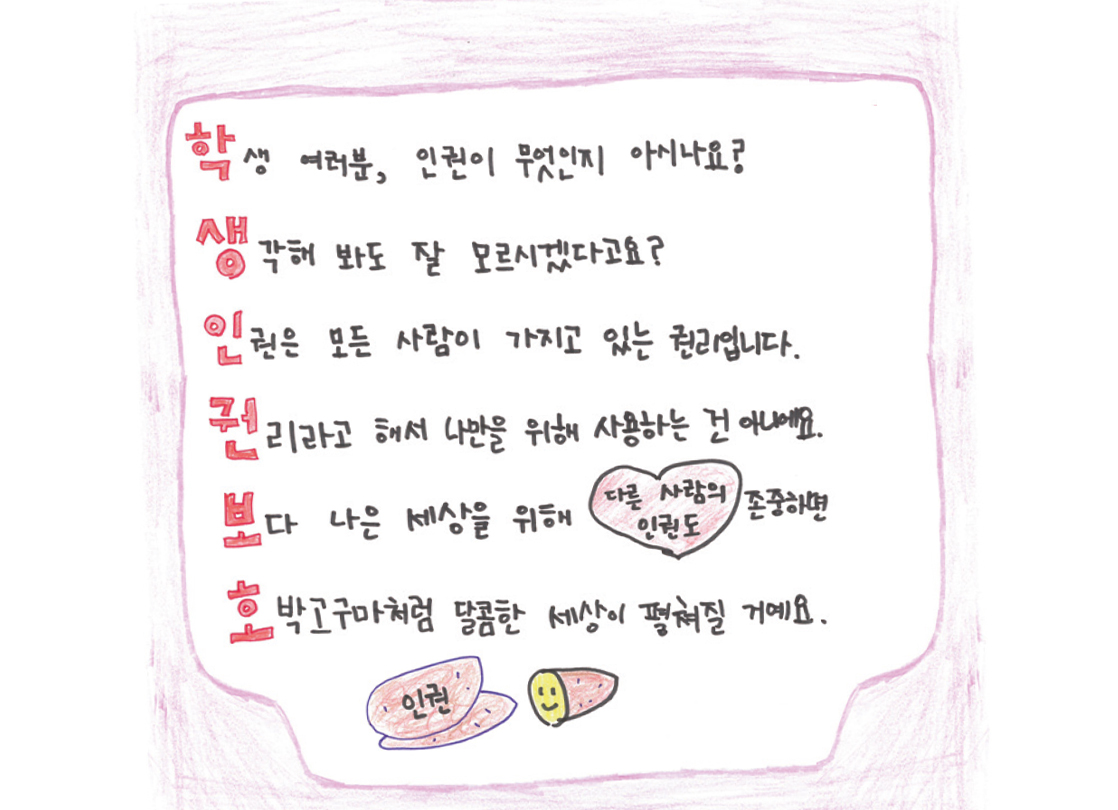 학생 여러분, 인권이 무엇인지 아시나요?
생각해 봐도 잘 모르시겠다고요?
인권은 모든 사람이 가지고 있는 권리입니다.
권리라고 해서 나만을 위해 사용하는 건 아니에요.
보다 나은 세상을 위해 다른 사람의 인권도 존중하면
호박고구마처럼 달콤한 세상이 펼쳐질 거예요.
인권